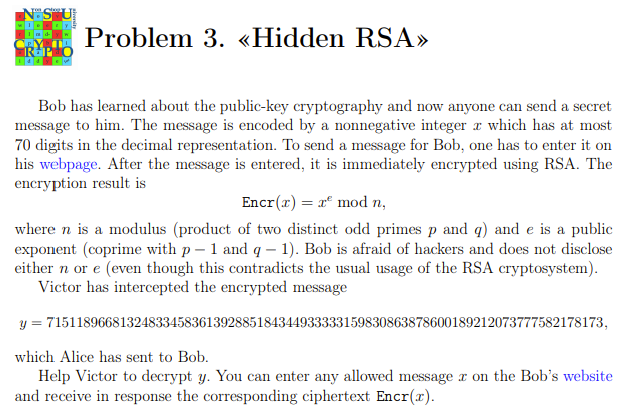 Problem 3. «Hidden RSA»
Bob has learned about the public-key cryptography and now anyone can send a secret
message to him. The message is encoded by a nonnegative integer x which has at most
70 digits in the decimal representation. To send a message for Bob, one has to enter it on
his webpage. After the message is entered, it is immediately encrypted using RSA. The
encryption result is
Encr(x) = xᵉ mod n,
where n is a modulus (product of two distinct odd primes p and q) and e is a public
exponent (coprime with p − 1 and q − 1). Bob is afraid of hackers and does not disclose
either n or e (even though this contradicts the usual usage of the RSA cryptosystem).
Victor has intercepted the encrypted message
y = 71511896681324833458361392885184344933333159830863878600189212073777582178173,
which Alice has sent to Bob.
Help Victor to decrypt y. You can enter any allowed message x on the Bob's website
and receive in response the corresponding ciphertext Encr(x).